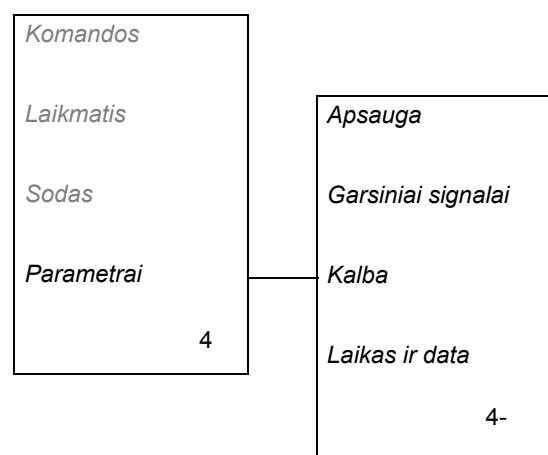 Komandos
Laikmatis
Sodas
Parametrai
4
Apsauga
Garsiniai signalai
Kalba
Laikas ir data
4-